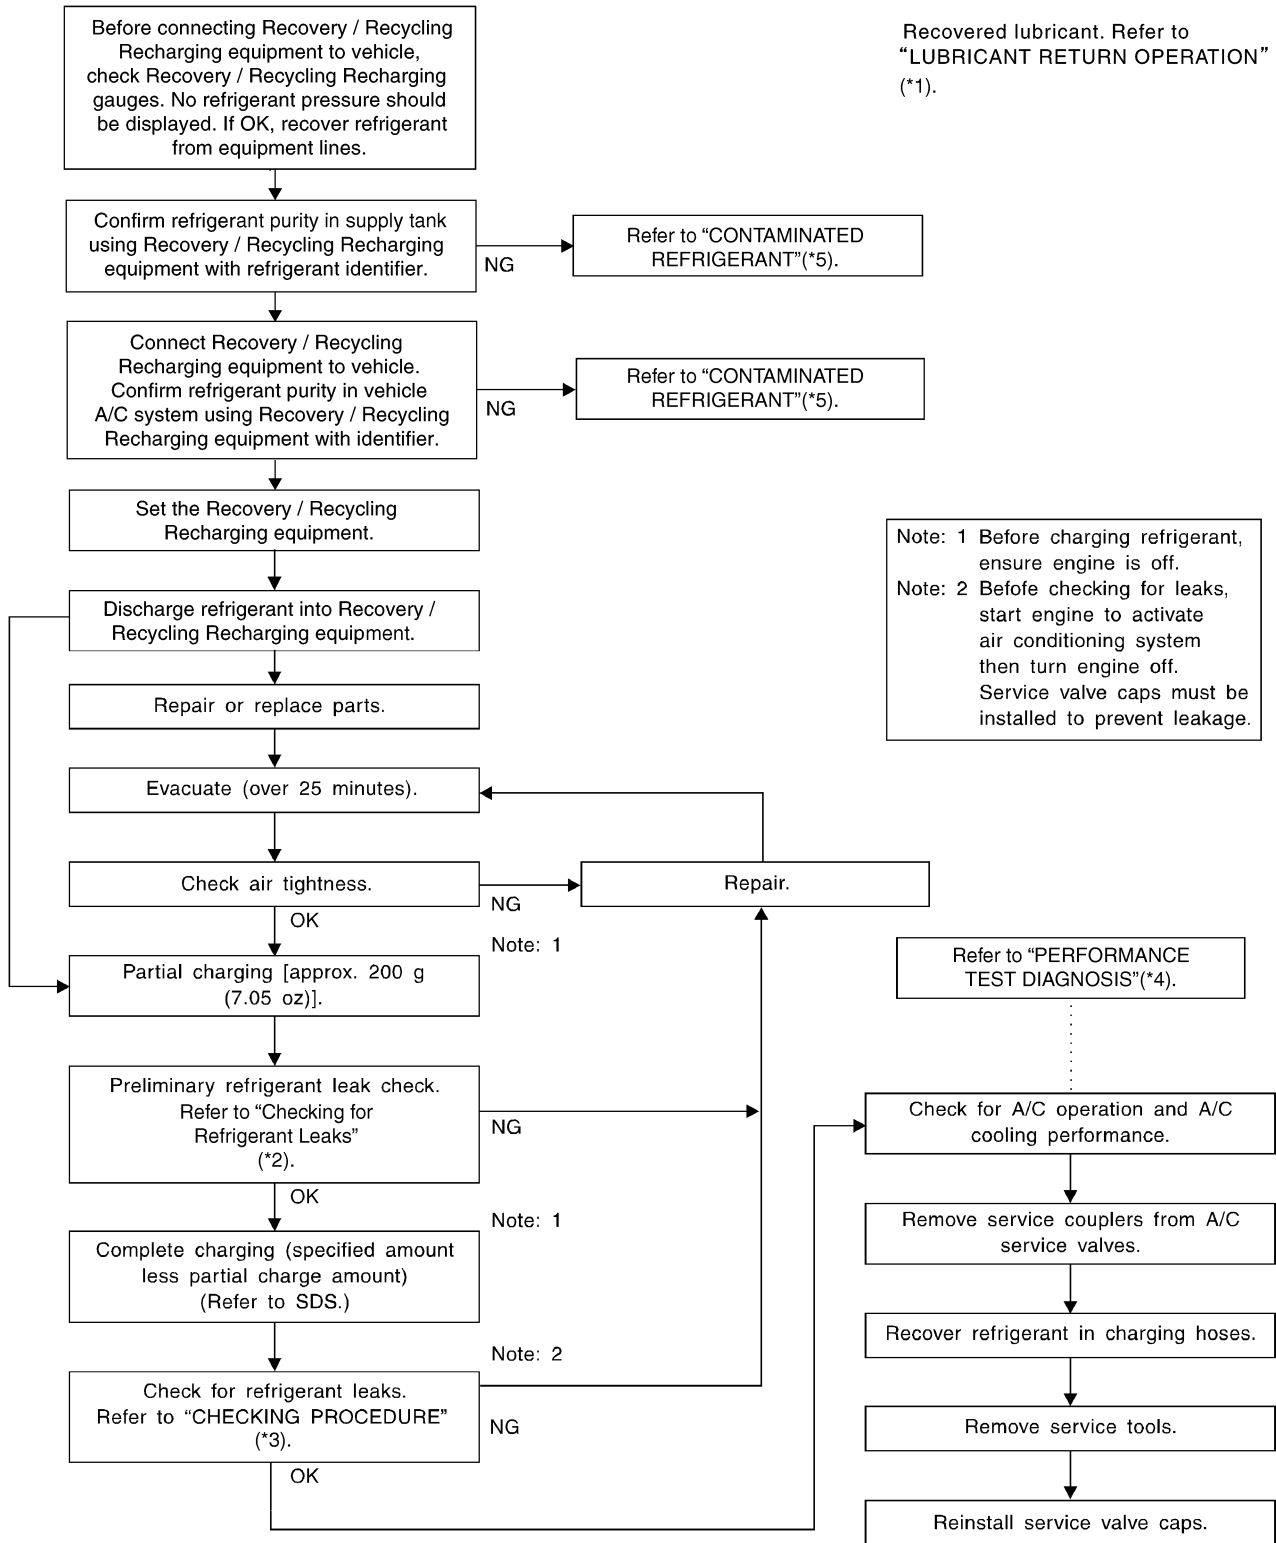 Before connecting Recovery / Recycling
Recharging equipment to vehicle,
check Recovery / Recycling Recharging
gauges. No refrigerant pressure should
be displayed. If OK, recover refrigerant
from equipment lines.
Recovered lubricant. Refer to
“LUBRICANT RETURN OPERATION”
(*1).
Confirm refrigerant purity in supply tank
using Recovery / Recycling Recharging
equipment with refrigerant identifier.
NG
Refer to “CONTAMINATED
REFRIGERANT”(*5).
Connect Recovery / Recycling
Recharging equipment to vehicle.
Confirm refrigerant purity in vehicle
A/C system using Recovery / Recycling
Recharging equipment with identifier.
NG
Refer to “CONTAMINATED
REFRIGERANT”(*5).
Set the Recovery / Recycling
Recharging equipment.
Note: 1 Before charging refrigerant,
ensure engine is off.
Note: 2 Befofe checking for leaks,
start engine to activate
air conditioning system
then turn engine off.
Service valve caps must be
installed to prevent leakage.
Discharge refrigerant into Recovery /
Recycling Recharging equipment.
Repair or replace parts.
Evacuate (over 25 minutes).
Check air tightness.
NG
Repair.
OK
Note: 1
Partial charging [approx. 200 g
(7.05 oz)].
Preliminary refrigerant leak check.
Refer to “Checking for
Refrigerant Leaks”
(*2).
NG
OK
Note: 1
Complete charging (specified amount
less partial charge amount)
(Refer to SDS.)
Note: 2
Check for refrigerant leaks.
Refer to “CHECKING PROCEDURE”
(*3).
NG
OK
Refer to “PERFORMANCE
TEST DIAGNOSIS”(*4).
Check for A/C operation and A/C
cooling performance.
Remove service couplers from A/C
service valves.
Recover refrigerant in charging hoses.
Remove service tools.
Reinstall service valve caps.